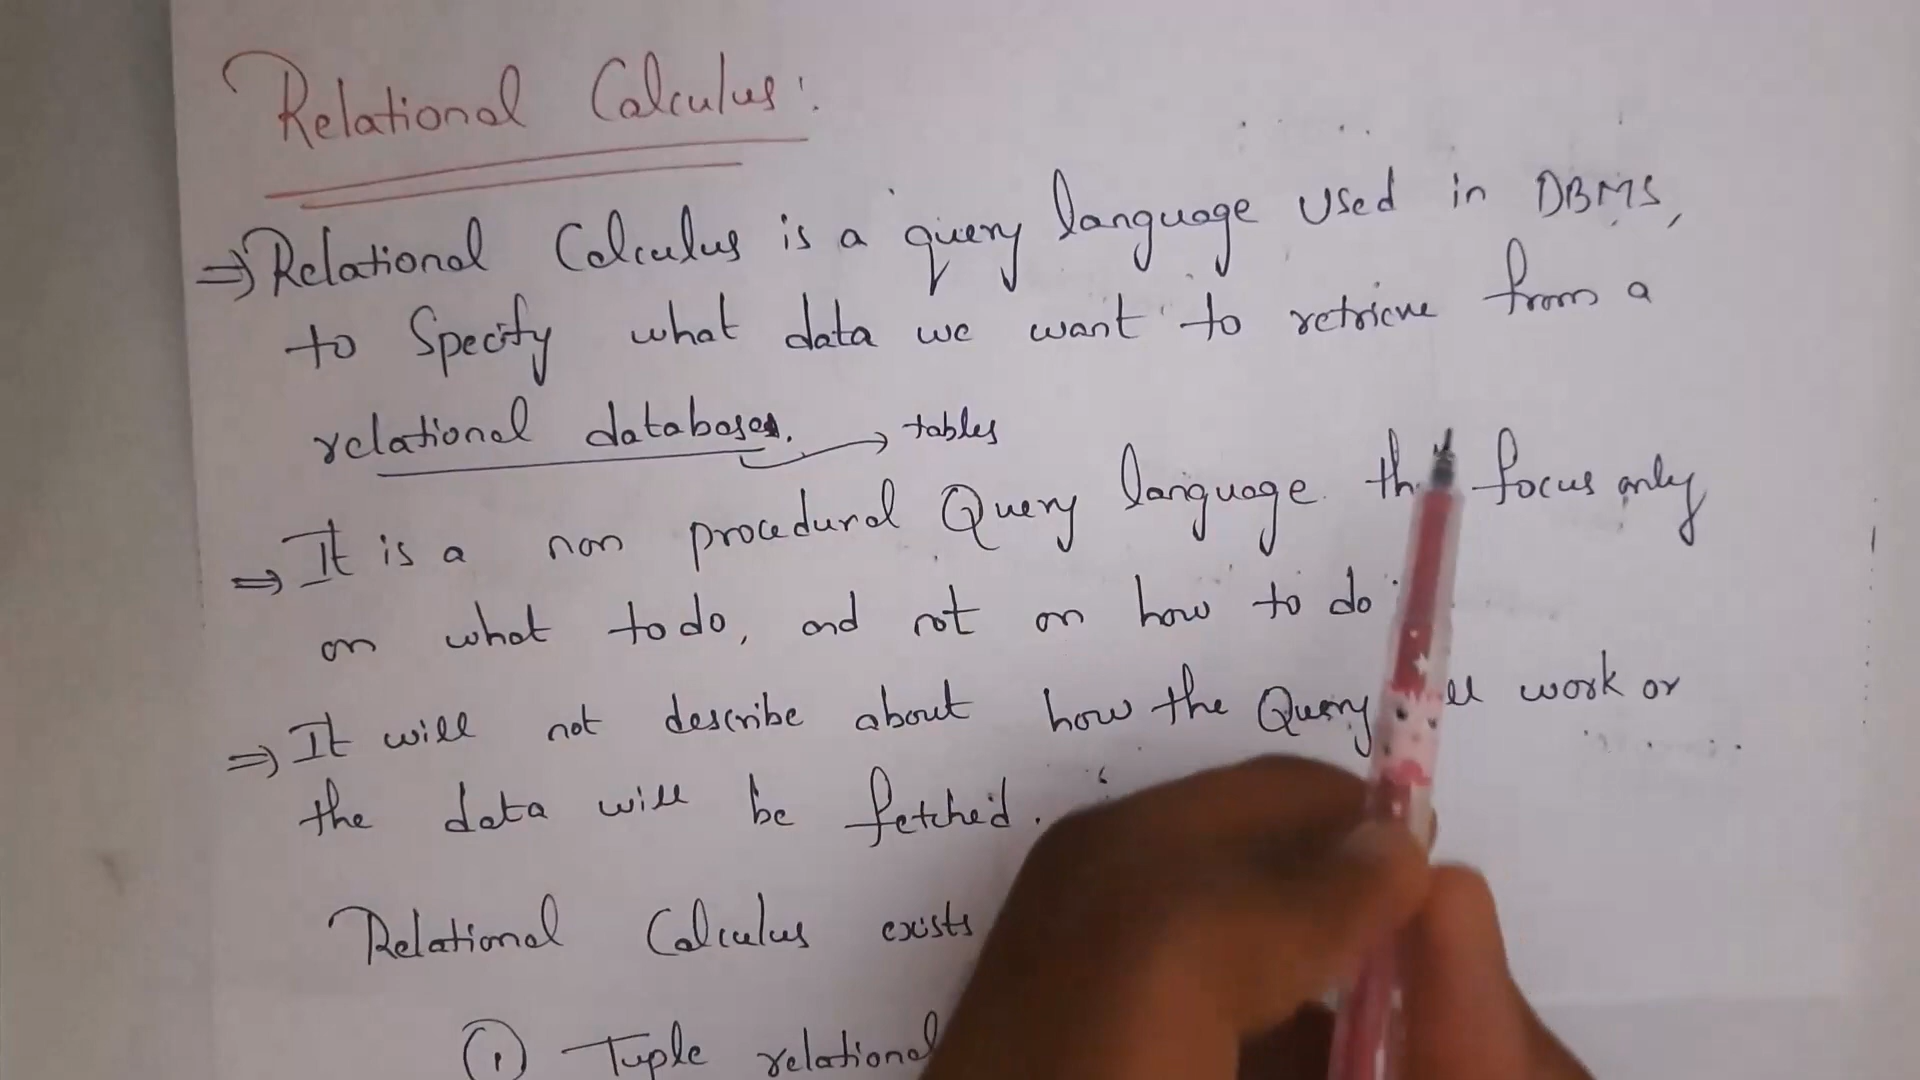 Relational Calculus:
⇒ Relational Calculus is a query language used in DBMS,
to Specify what data we want to retrieve from a
relational databases. → tables
⇒ It is a non procedural Query language focus only
on what to do, and not on how to do
⇒ It will not describe about how the Query work or
the data will be fetched.
Relational Calculus exists
① Tuple relational